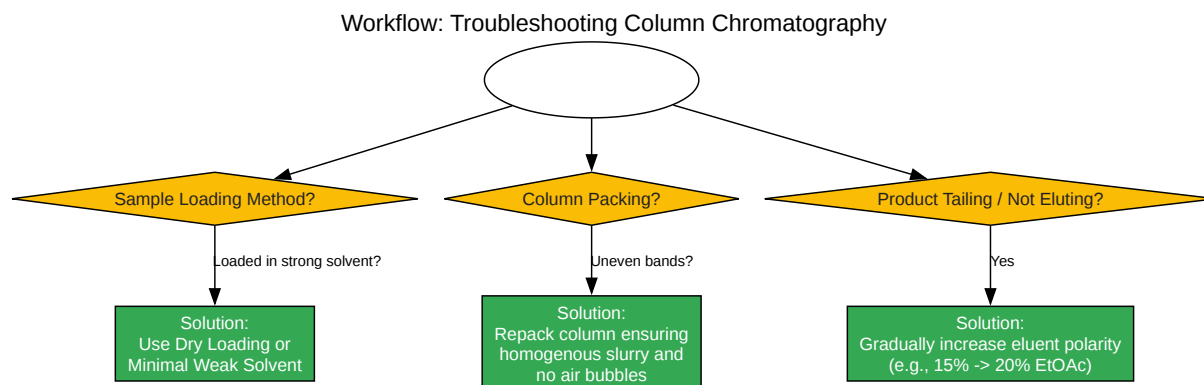 Workflow: Troubleshooting Column Chromatography
Sample Loading Method?
Column Packing?
Product Tailing / Not Eluting?
Loaded in strong solvent?
Uneven bands?
Yes
Solution:
Use Dry Loading or
Minimal Weak Solvent
Solution:
Repack column ensuring
homogenous slurry and
no air bubbles
Solution:
Gradually increase eluent polarity
(e.g., 15% -> 20% EtOAc)